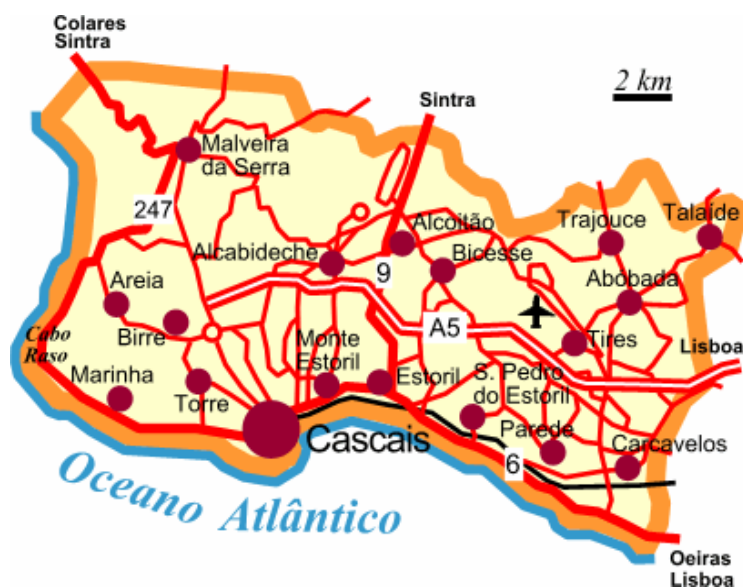 Colares
Sintra
2 km
Sintra
Malveira
da Serra
247
Alcoitão
Trajouce
Talaíde
Alcabideche
Bicesse
9
Areia
Abóbada
Birre
A5
Cabo
Raso
Monte
Estoril
Tires
Lisboa
Marinha
Torre
Estoril
S. Pedro
do Estoril
Parede
Cascais
Carcavelos
6
Oceano Atlântico
Oeiras
Lisboa